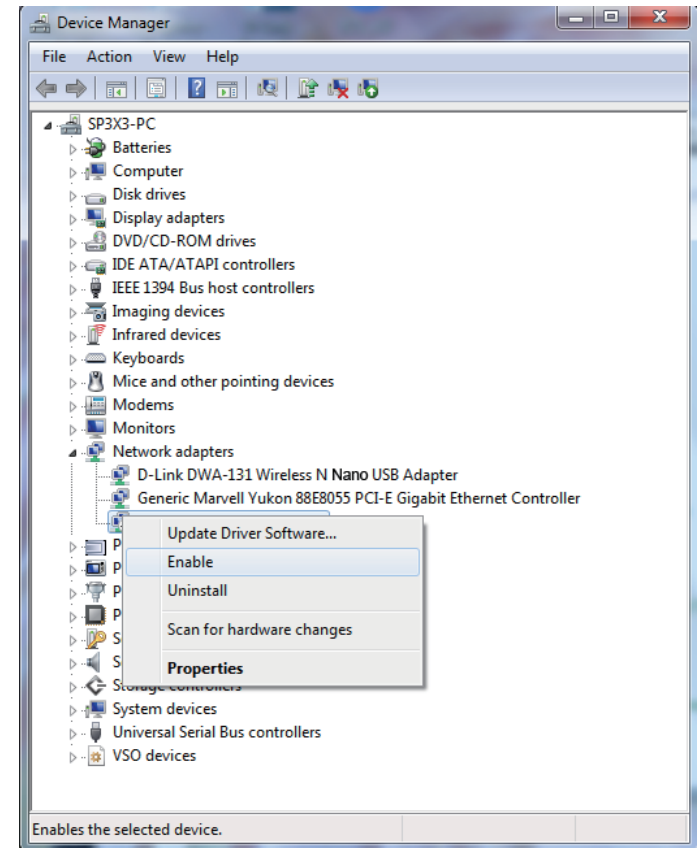 Device Manager
File Action View Help
SP3X3-PC
Batteries
Computer
Disk drives
Display adapters
DVD/CD-ROM drives
IDE ATA/ATAPI controllers
IEEE 1394 Bus host controllers
Imaging devices
Infrared devices
Keyboards
Mice and other pointing devices
Modems
Monitors
Network adapters
D-Link DWA-131 Wireless N Nano USB Adapter
Generic Marvell Yukon 88E8055 PCI-E Gigabit Ethernet Controller
Update Driver Software...
P
Enable
P
P
Uninstall
P
Scan for hardware changes
S
S
Properties
Storage controllers
System devices
Universal Serial Bus controllers
VSO devices
Enables the selected device.